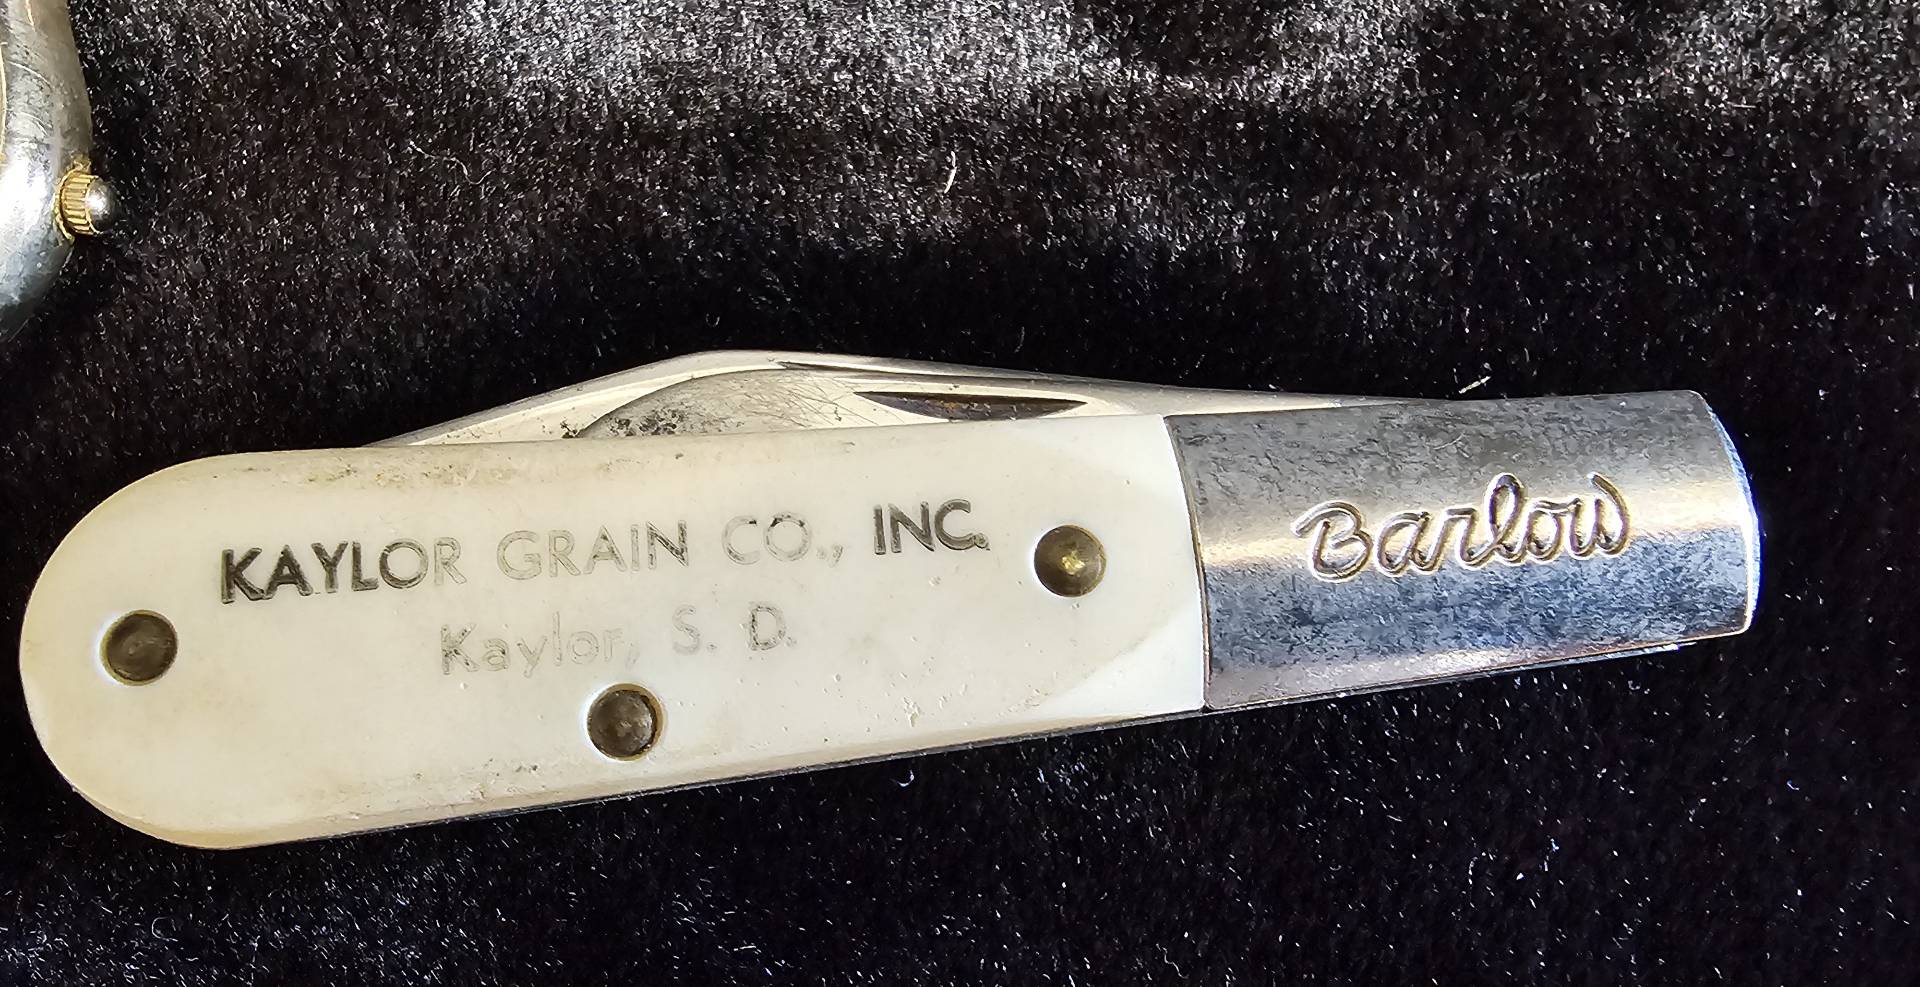 KAYLOR GRAIN CO., INC.
Kaylor, S. D.
Barlow